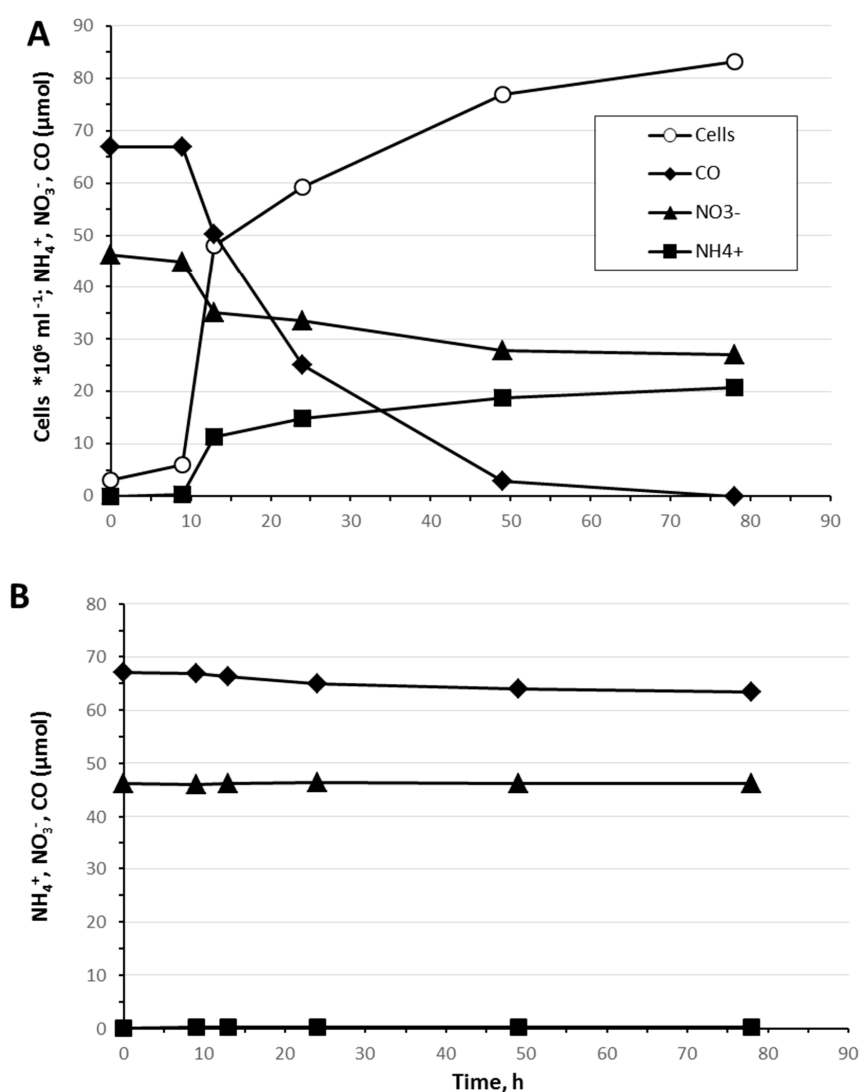 A
Cells *10⁶ ml ⁻¹; NH₄⁺, NO₃⁻, CO (µmol)
90
80
70
60
50
40
30
20
10
0
Cells
CO
NO3-
NH4+
0 10 20 30 40 50 60 70 80 90
B
NH₄⁺, NO₃⁻, CO (µmol)
80
70
60
50
40
30
20
10
0
0 10 20 30 40 50 60 70 80 90
Time, h